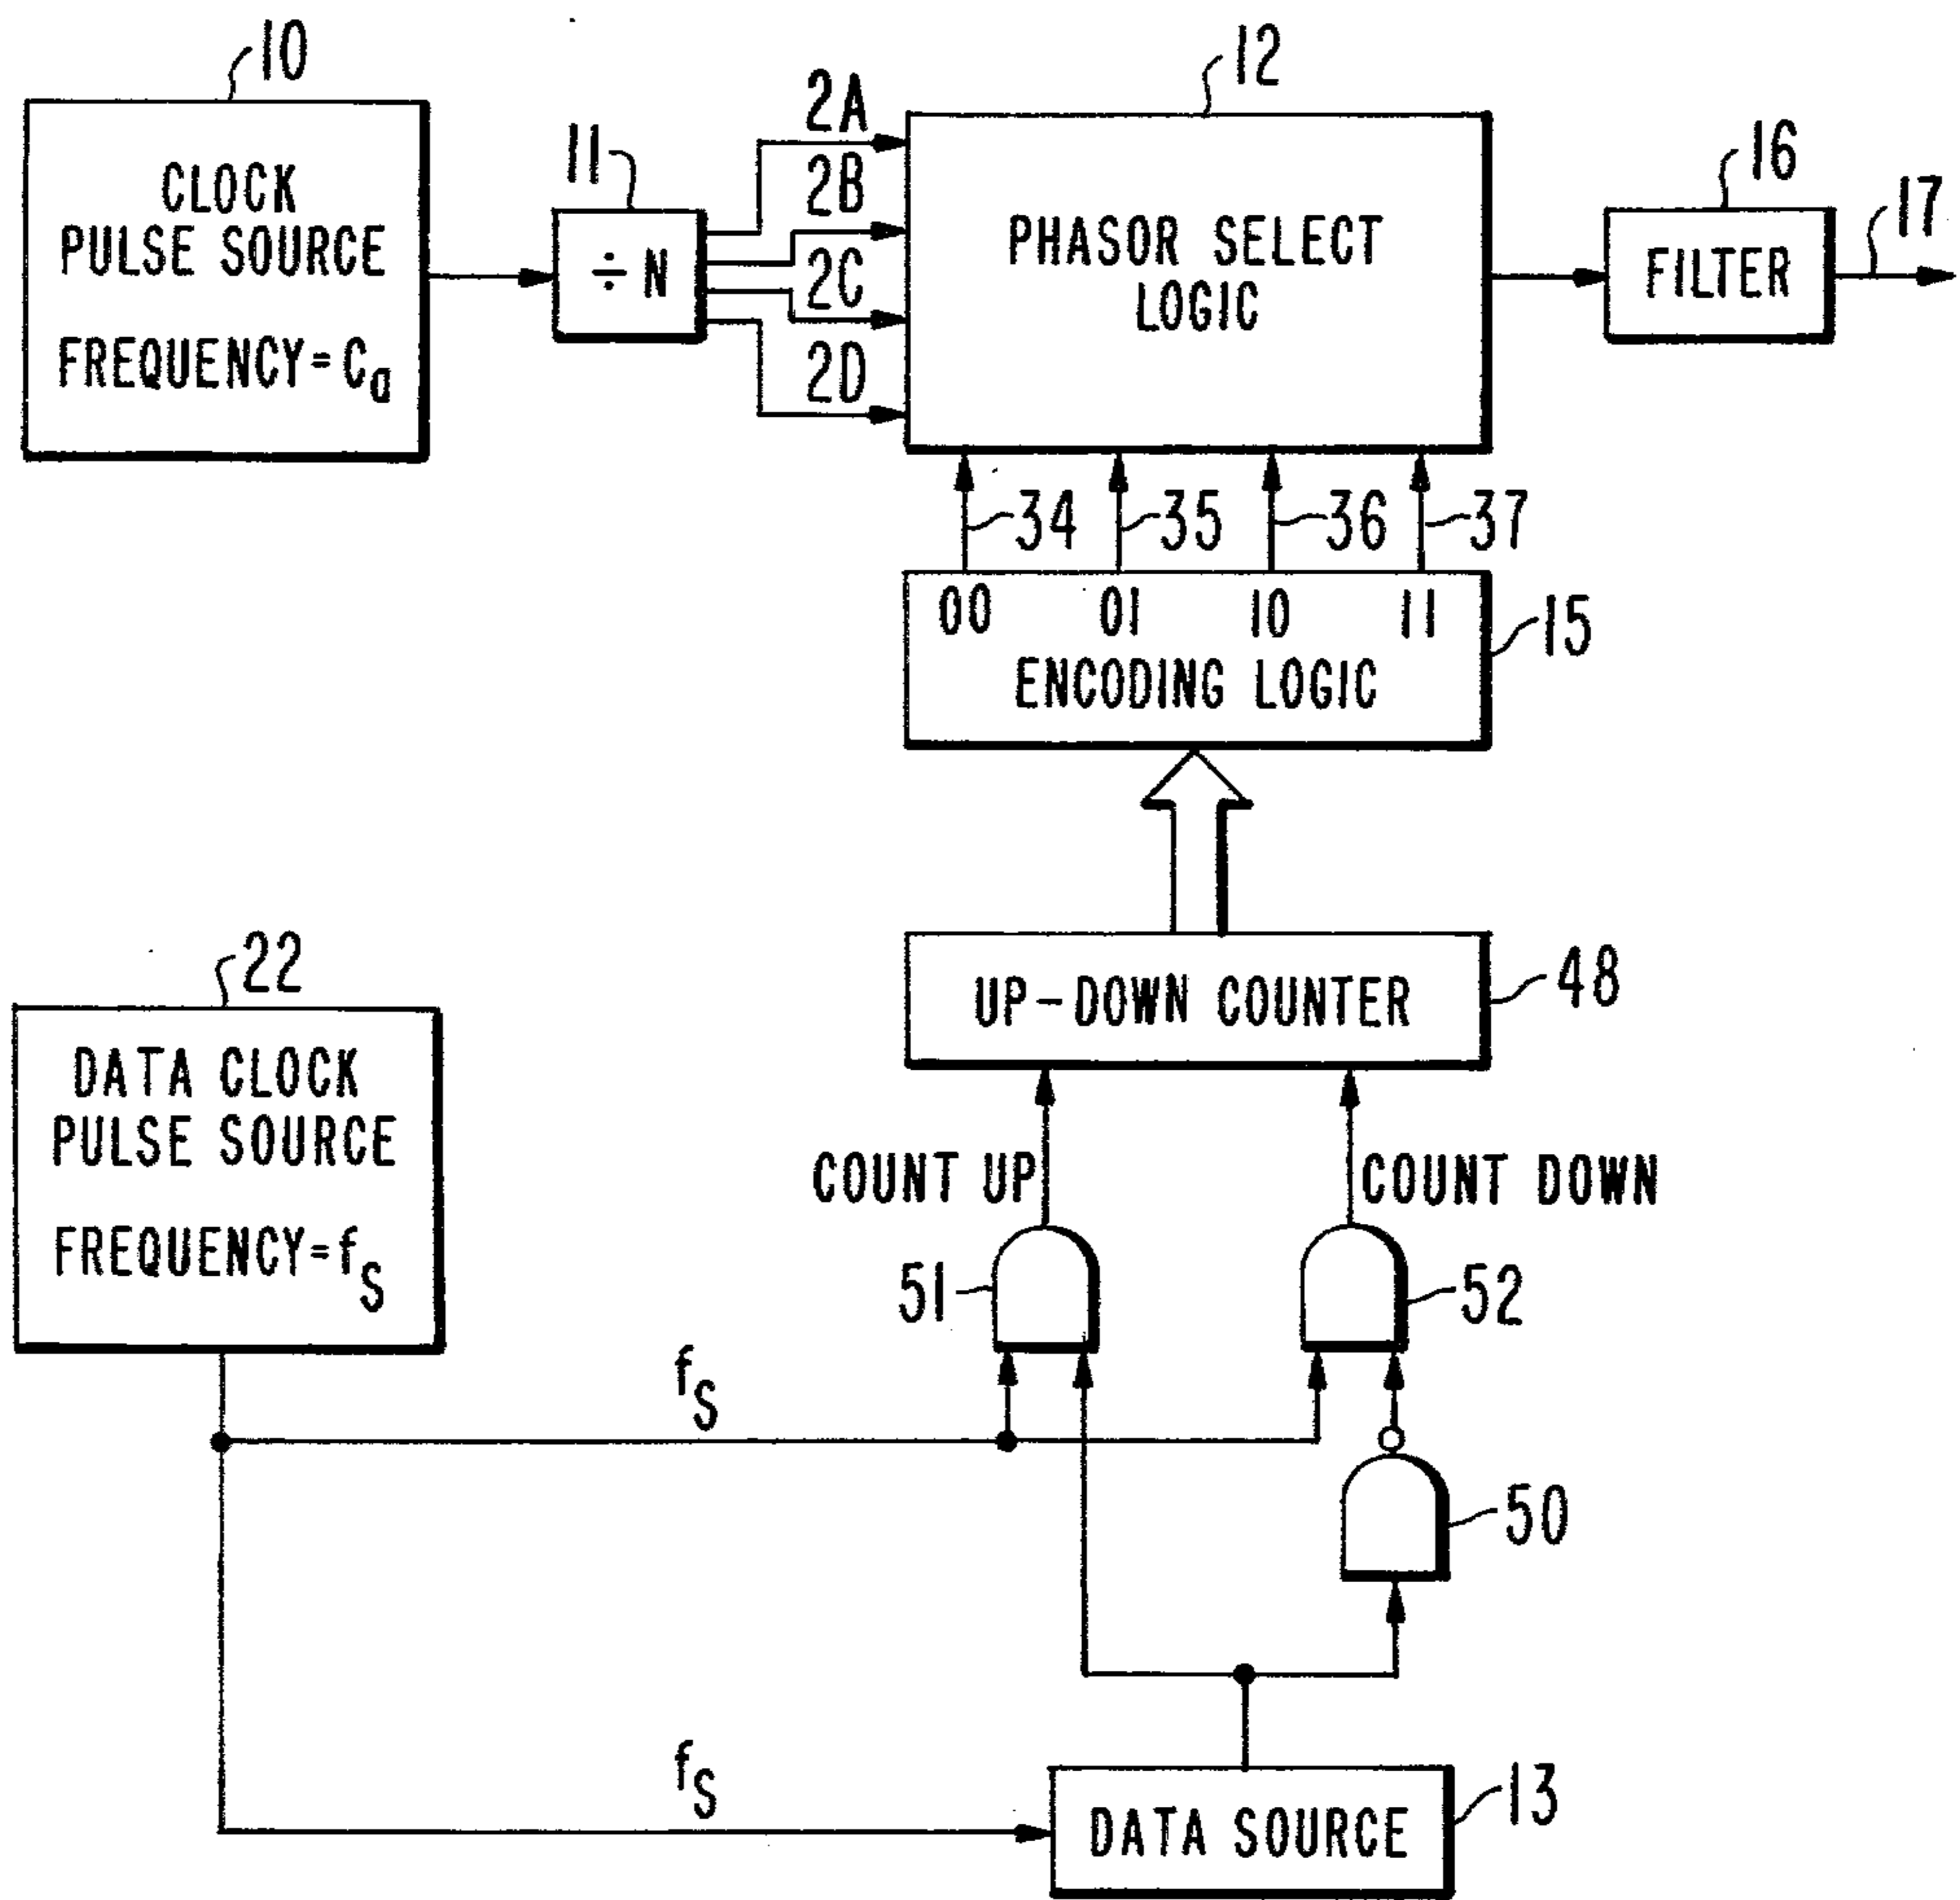 10
CLOCK
PULSE SOURCE
FREQUENCY=Ca
11
÷ N
2A
2B
2C
2D
12
PHASOR SELECT
LOGIC
16
FILTER
17
34
35
36
37
00 01 10 11
ENCODING LOGIC
15
UP-DOWN COUNTER
48
22
DATA CLOCK
PULSE SOURCE
FREQUENCY=fS
COUNT UP
COUNT DOWN
51
52
fS
50
fS
DATA SOURCE
13